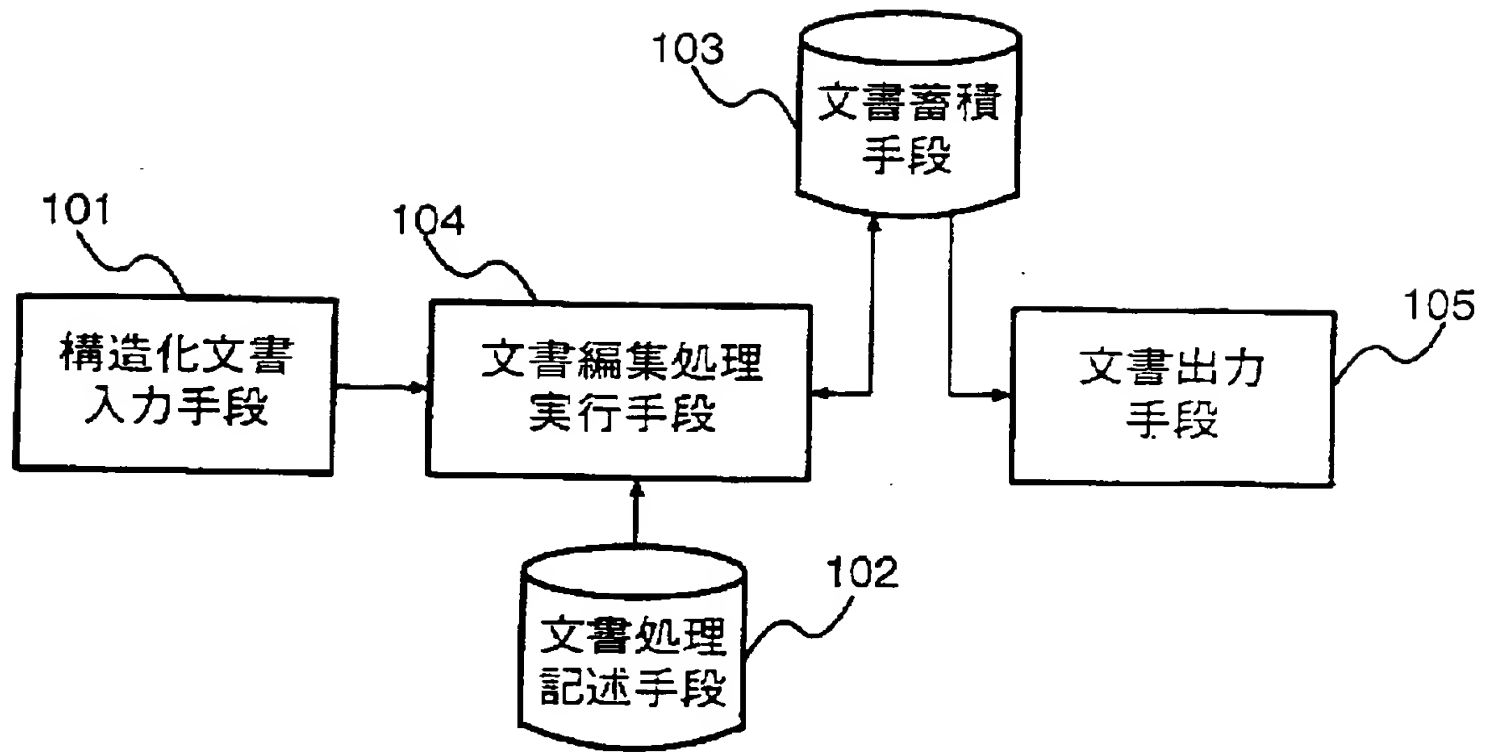 103
文書蓄積
手段
101
104
105
構造化文書
入力手段
文書編集処理
実行手段
文書出力
手段
102
文書処理
記述手段